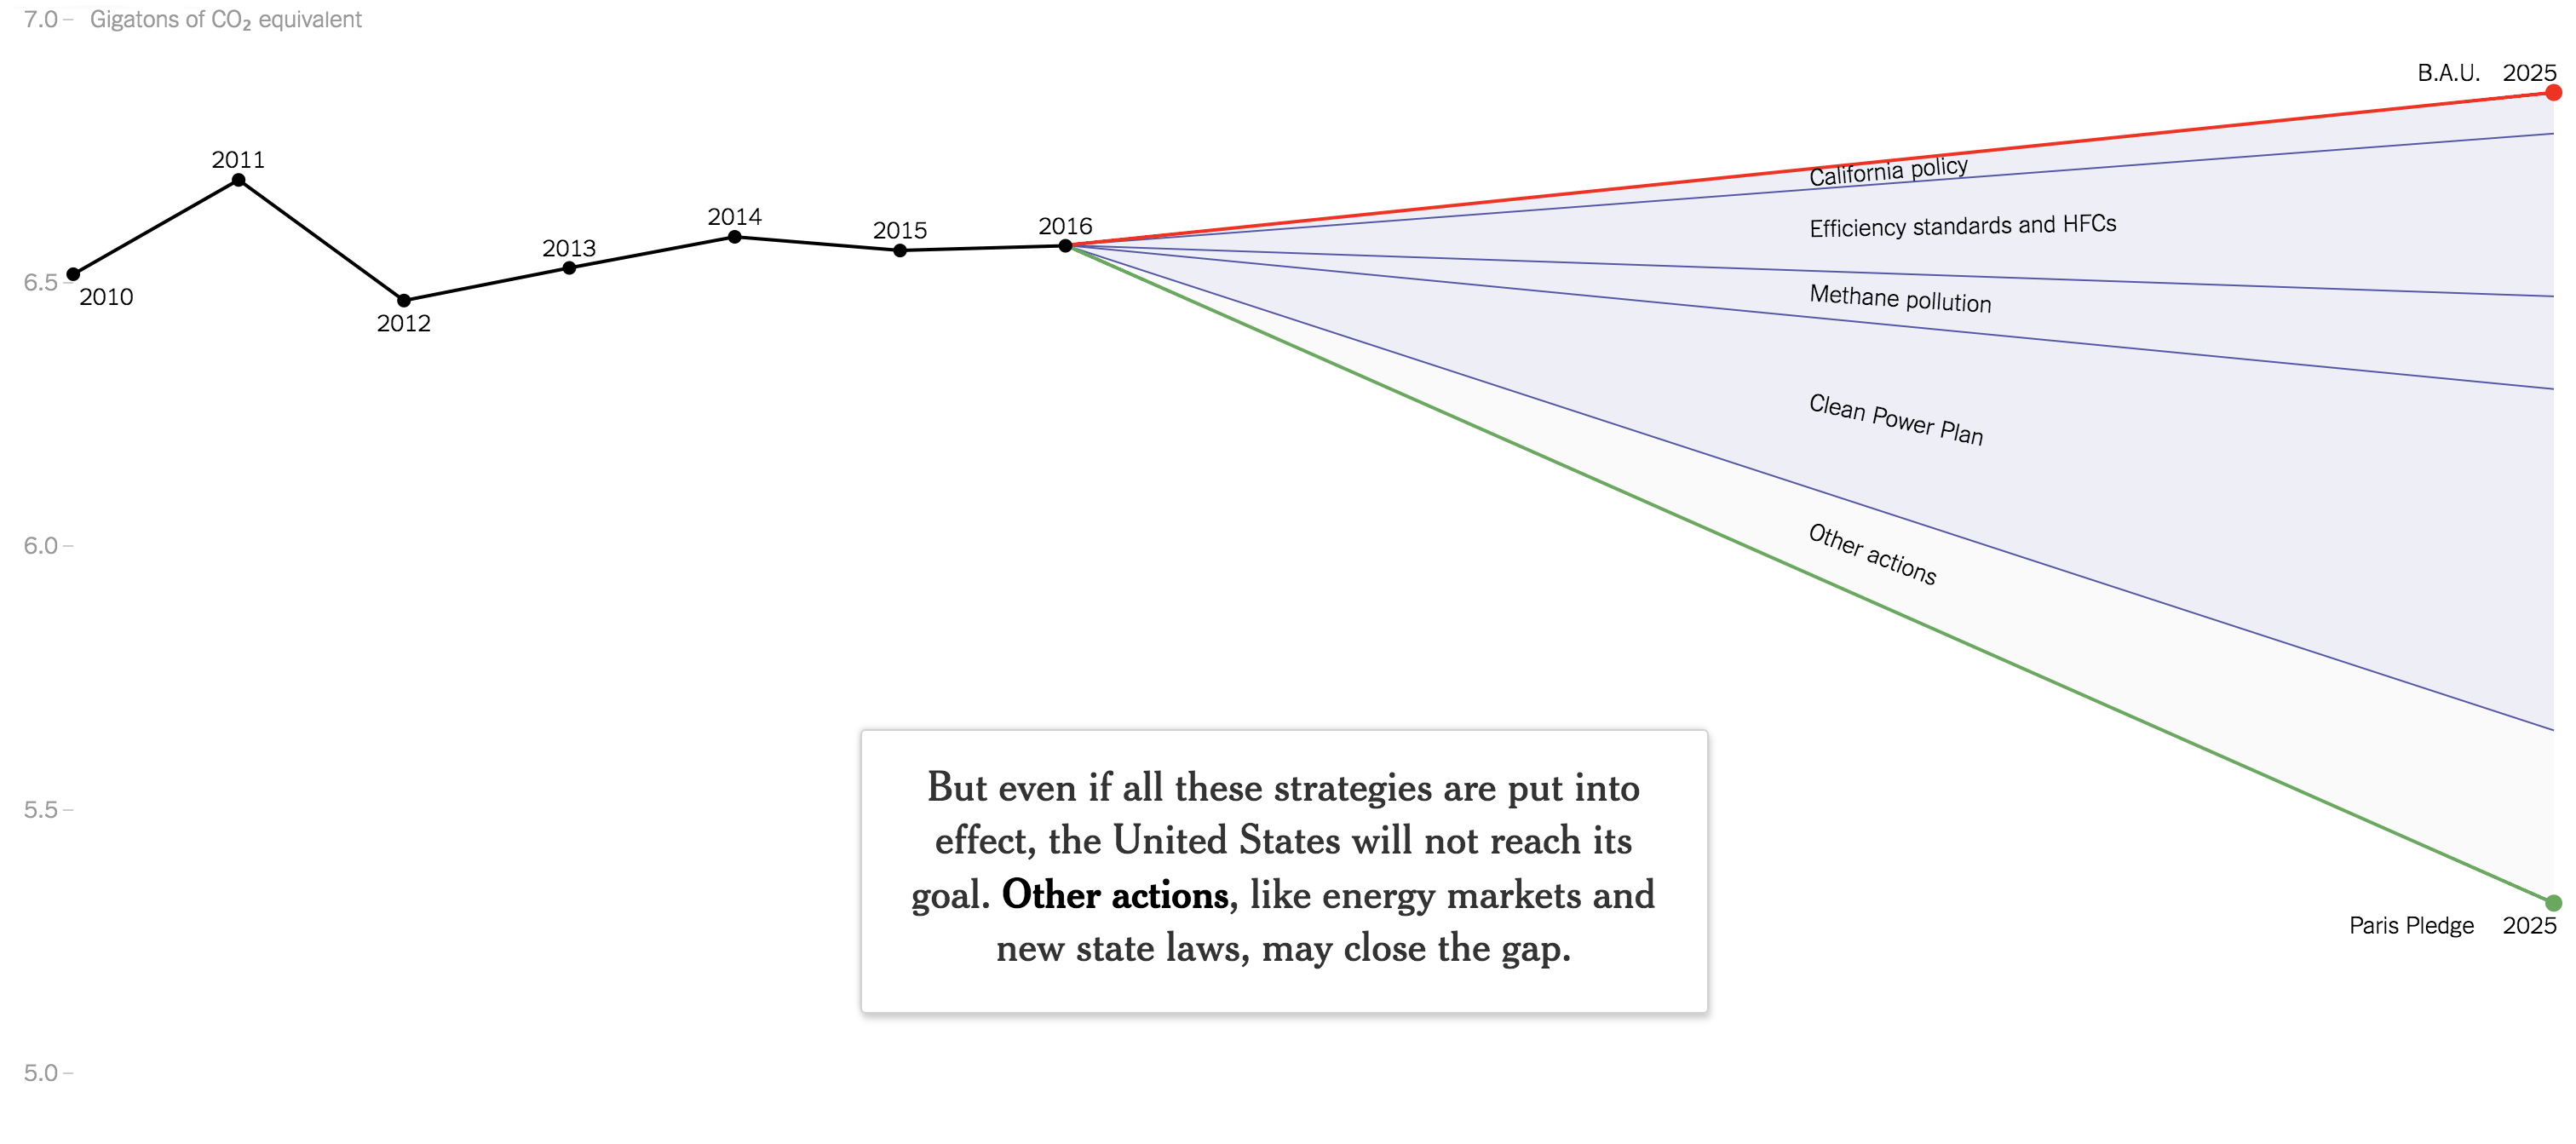 7.0 Gigatons of CO₂ equivalent
B.A.U. 2025
2011
California policy
2014
Efficiency standards and HFCs
2016
2015
2013
6.5
2010
Methane pollution
2012
Clean Power Plan
6.0
Other actions
But even if all these strategies are put into
effect, the United States will not reach its
goal. Other actions, like energy markets and
new state laws, may close the gap.
5.5
Paris Pledge 2025
5.0